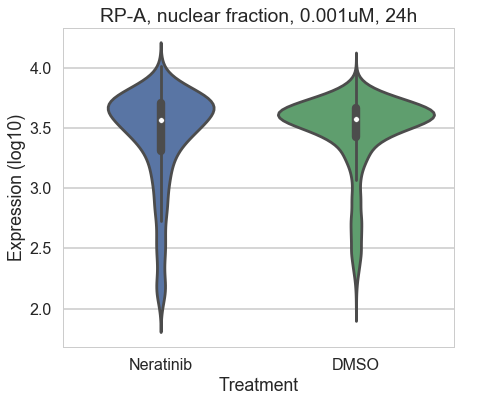 RP-A, nuclear fraction, 0.001uM, 24h
Expression (log10)
4.0
3.5
3.0
2.5
2.0
Neratinib DMSO
Treatment